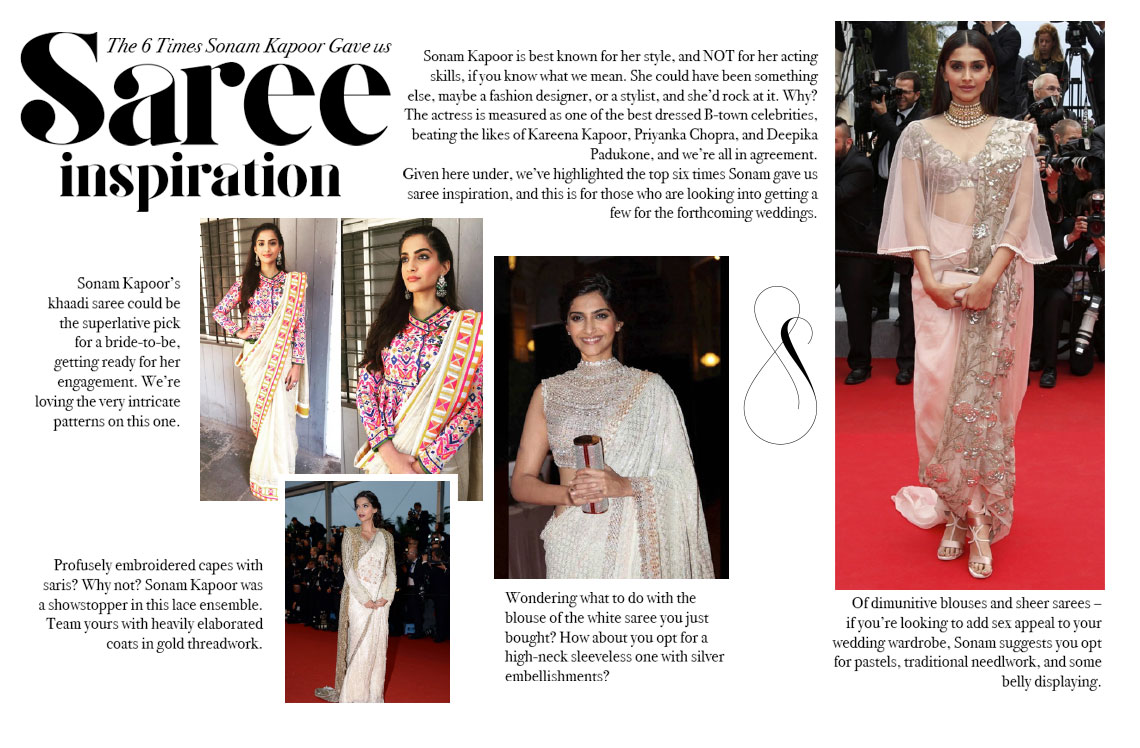 The 6 Times Sonam Kapoor Gave us
Saree
inspiration
Sonam Kapoor is best known for her style, and NOT for her acting
skills, if you know what we mean. She could have been something
else, maybe a fashion designer, or a stylist, and she'd rock at it. Why?
The actress is measured as one of the best dressed B-town celebrities,
beating the likes of Kareena Kapoor, Priyanka Chopra, and Deepika
Padukone, and we're all in agreement.
Given here under, we've highlighted the top six times Sonam gave us
saree inspiration, and this is for those who are looking into getting a
few for the forthcoming weddings.
Sonam Kapoor's
khaadi saree could be
the superlative pick
for a bride-to-be,
getting ready for her
engagement. We're
loving the very intricate
patterns on this one.
Profusely embroidered capes with
saris? Why not? Sonam Kapoor was
a showstopper in this lace ensemble.
Team yours with heavily elaborated
coats in gold threadwork.
Wondering what to do with the
blouse of the white saree you just
bought? How about you opt for a
high-neck sleeveless one with silver
embellishments?
8
Of dimunitive blouses and sheer sarees –
if you're looking to add sex appeal to your
wedding wardrobe, Sonam suggests you opt
for pastels, traditional needlwork, and some
belly displaying.